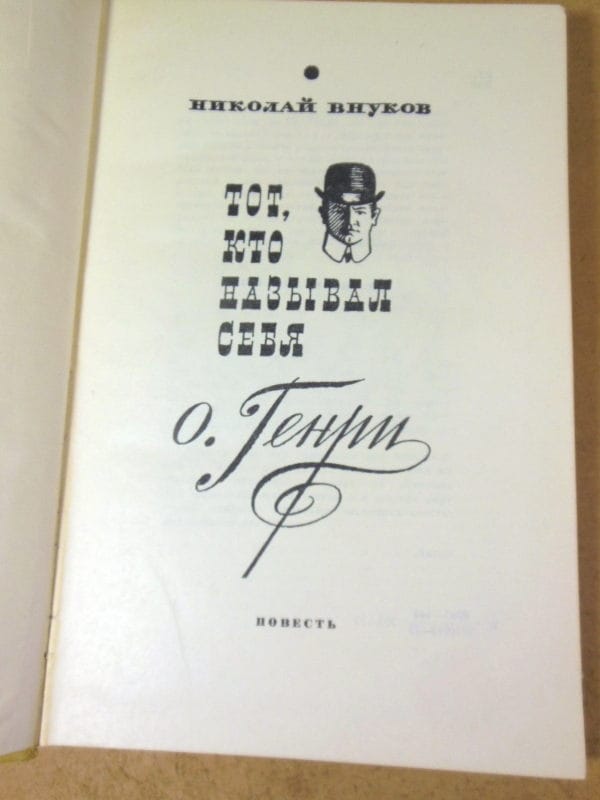 НИКОЛАЙ ВНУКОВ
ТОТ,
КТО
НАЗЫВАЛ
СЕБЯ
О. Генри
ПОВЕСТЬ